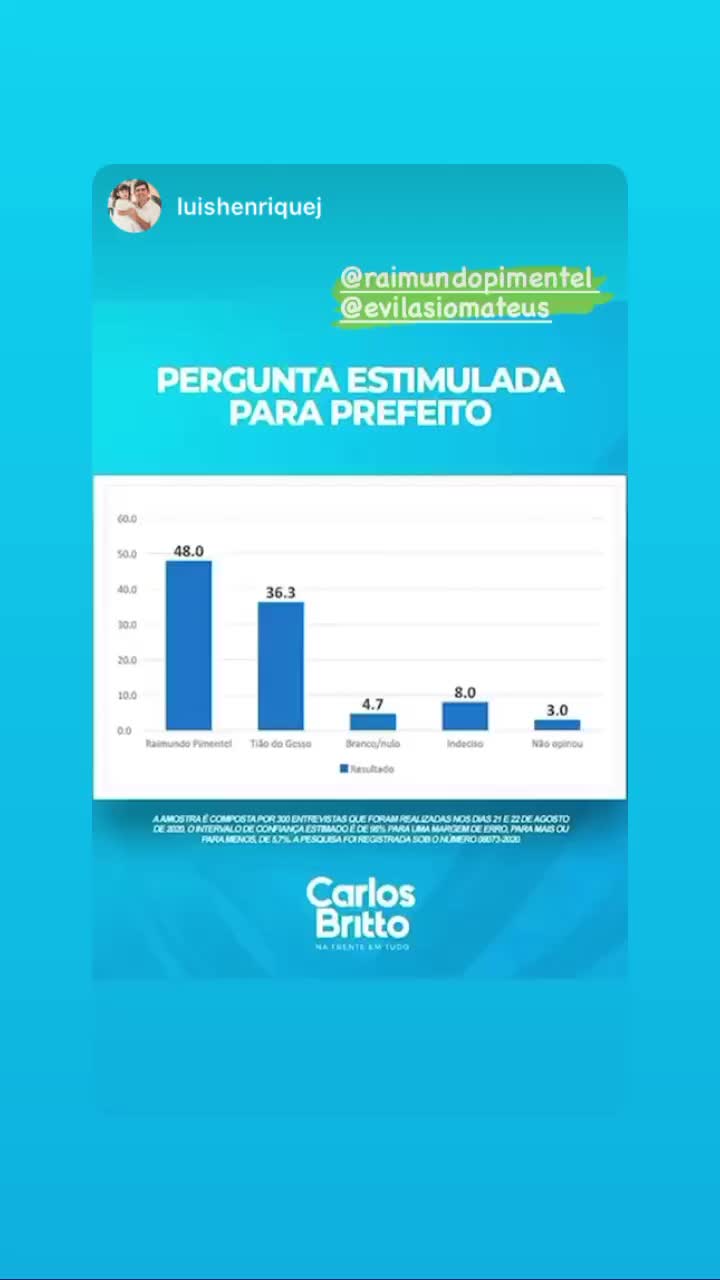 luishenriquej
@raimundopimentel
@evilasiomateus
PERGUNTA ESTIMULADA
PARA PREFEITO
60.0
50.0
40.0
30.0
20.0
10.0
0.0
48.0
36.3
4.7
8.0
3.0
Raimundo Pimentel
Tião do Gesso
Branco/nulo
Indeciso
Não opinou
Resultado
A AMOSTRA É COMPOSTA POR 300 ENTREVISTAS QUE FORAM REALIZADAS NOS DIAS 21 E 22 DE AGOSTO
DE 2020. O INTERVALO DE CONFIANÇA ESTIMADO É DE PARA UMA MARGEM DE ERRO, PARA MAIS OU
PARA MENOS, DE 5,7%. A PESQUISA FOI REGISTRADA SOB O NÚMERO
Carlos
Britto
NA FRENTE EM TUDO